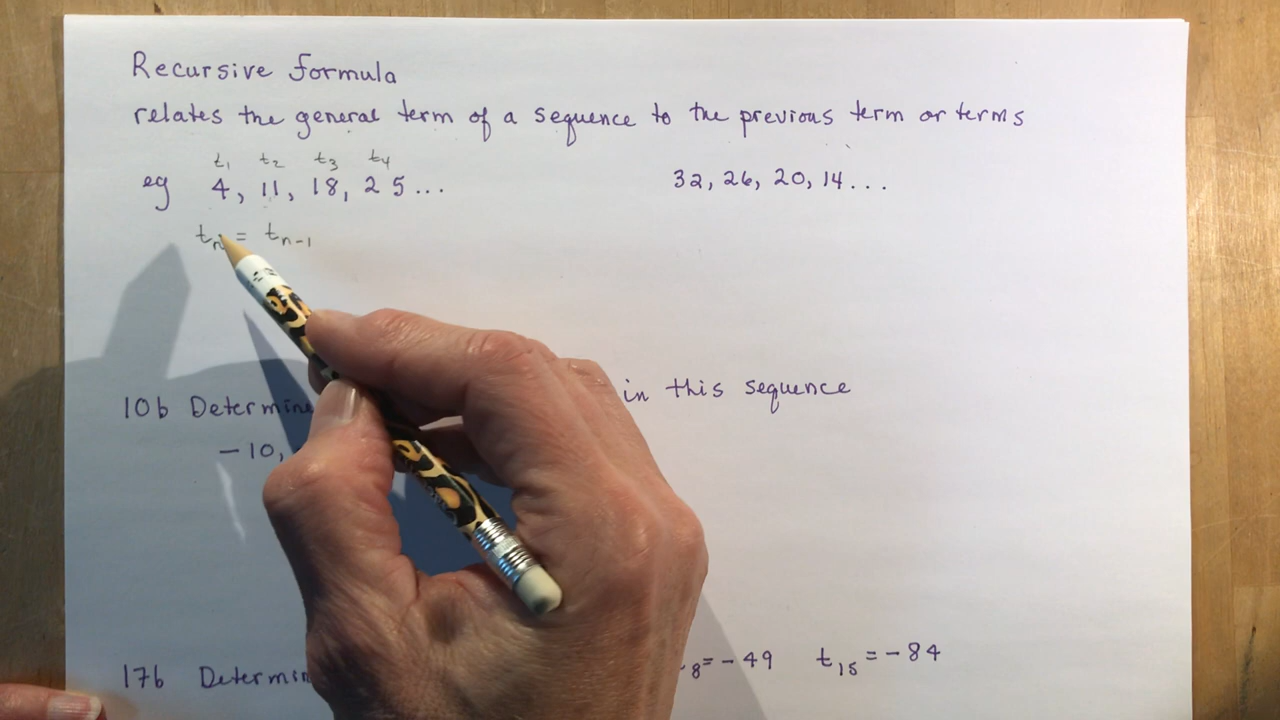 Recursive formula
relates the general term of a sequence to the previous term or terms
t₁ t₂ t₃ t₄
eg 4, 11, 18, 25... 32, 26, 20, 14...
tₙ = tₙ₋₁
10b Determine in this sequence
-10,
17b ₈=-49 t₁₅=-84